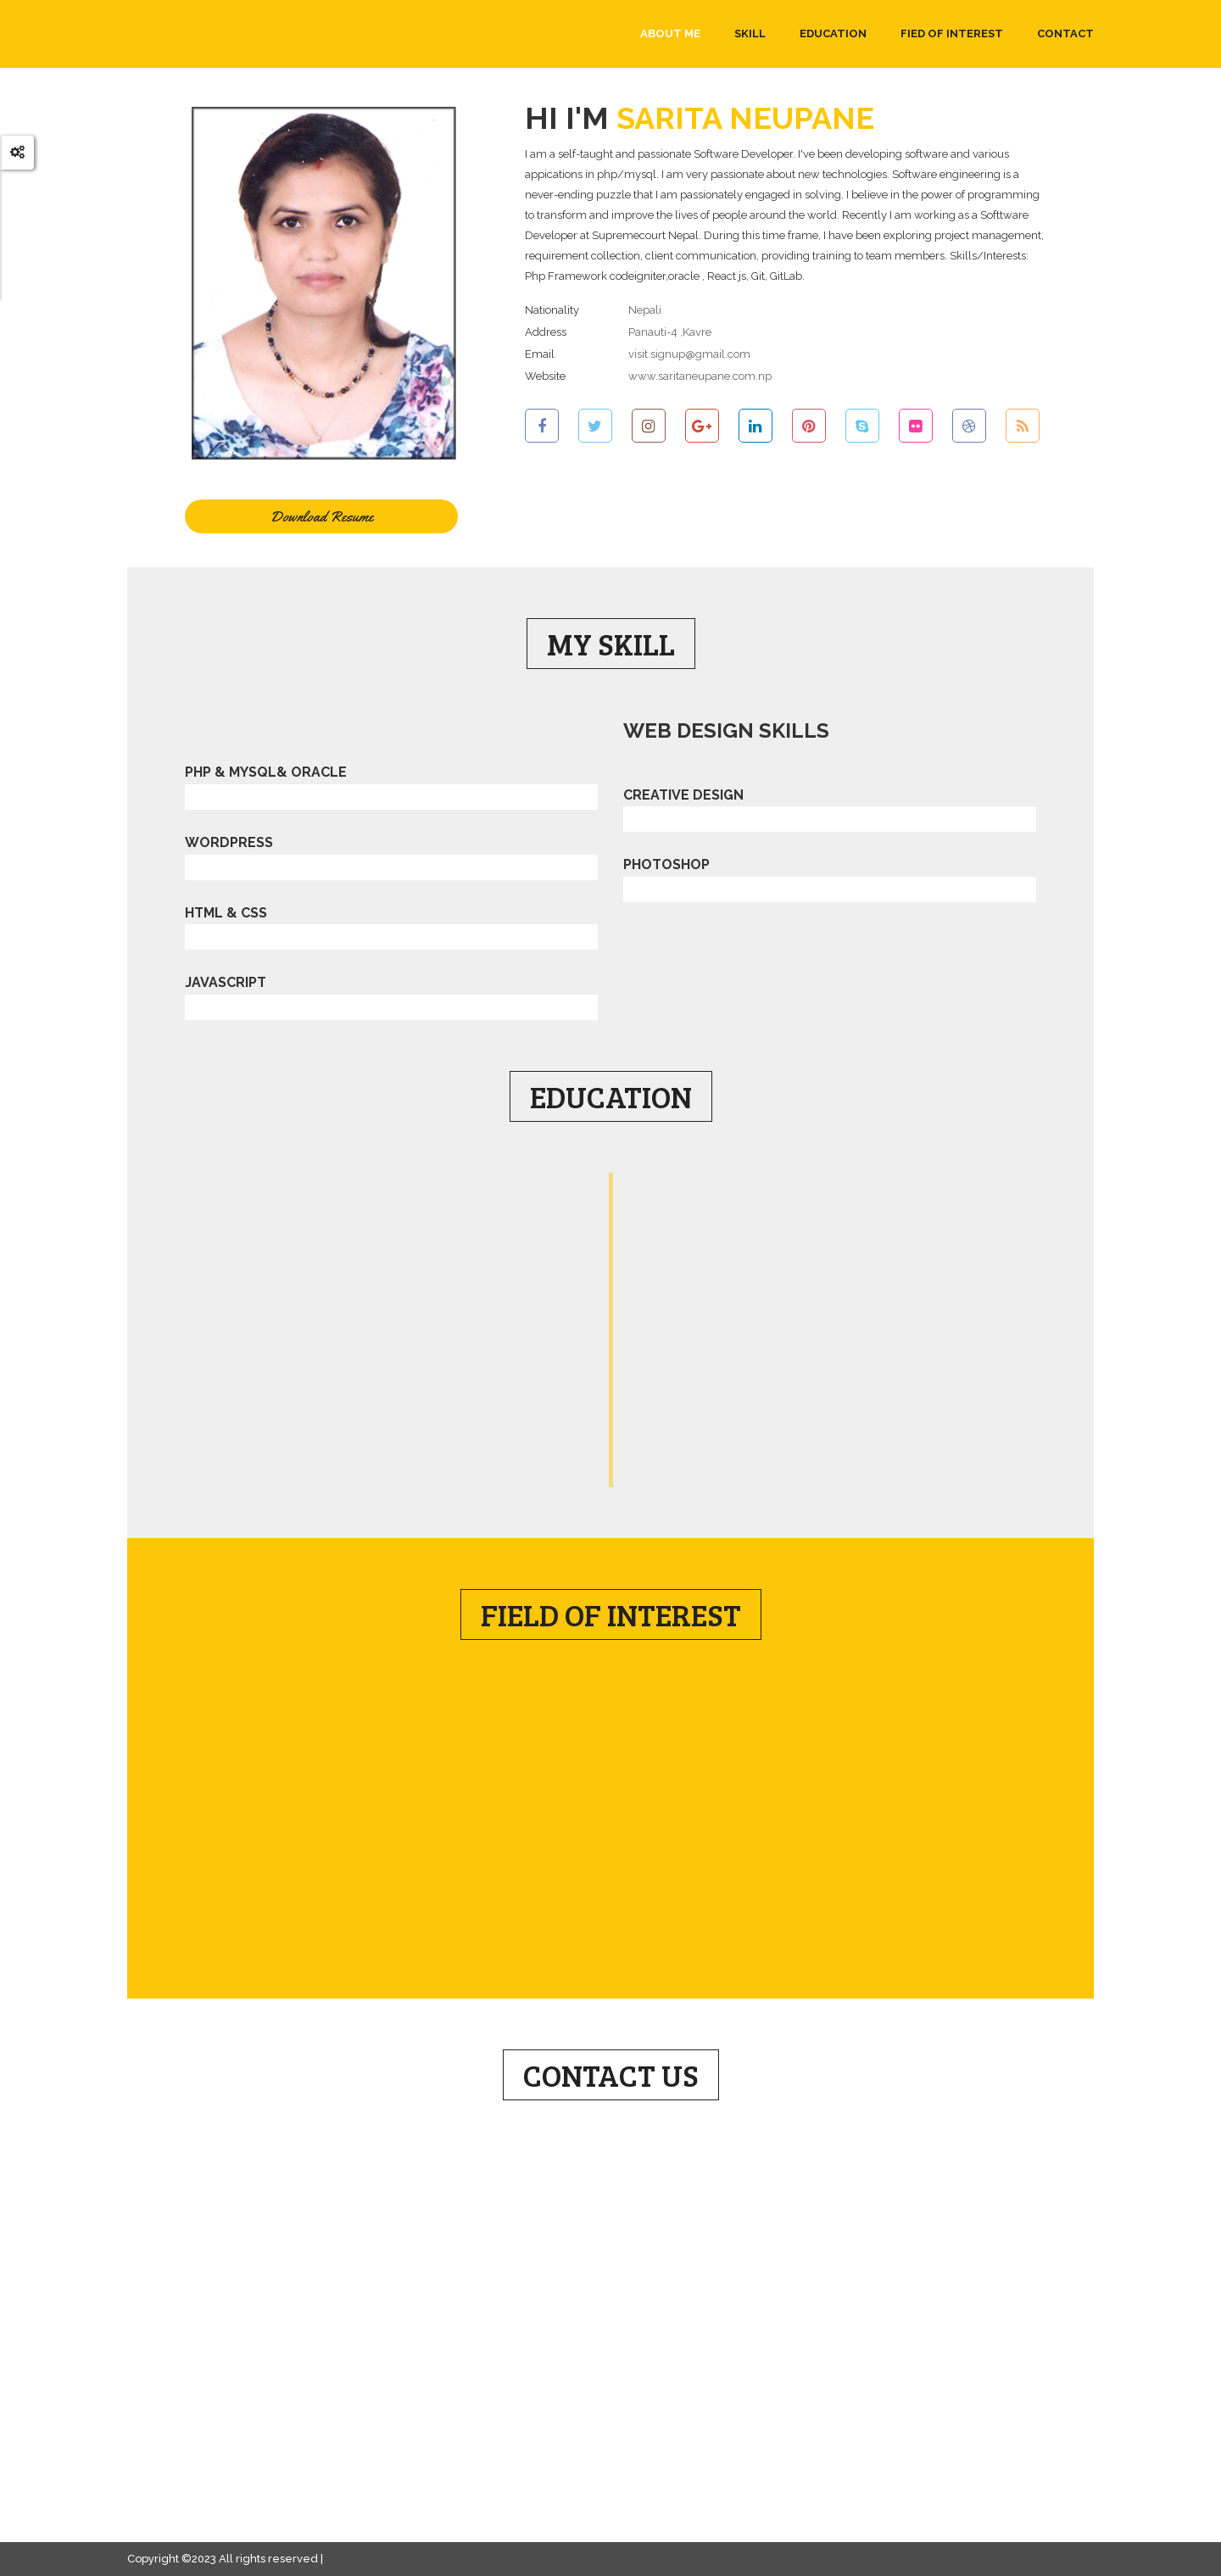 ABOUT ME SKILL EDUCATION FIED OF INTEREST CONTACT
HI I'M SARITA NEUPANE
I am a self-taught and passionate Software Developer. I've been developing software and various
appications in php/mysql. I am very passionate about new technologies. Software engineering is a
never-ending puzzle that I am passionately engaged in solving. I believe in the power of programming
to transform and improve the lives of people around the world. Recently I am working as a Softtware
Developer at Supremecourt Nepal. During this time frame, I have been exploring project management,
requirement collection, client communication, providing training to team members. Skills/Interests:
Php Framework codeigniter,oracle , React js, Git, GitLab.
Nationality Nepali
Address Panauti-4 ,Kavre
Email visit.signup@gmail.com
Website www.saritaneupane.com.np
Download Resume
MY SKILL
PHP & MYSQL& ORACLE
WORDPRESS
HTML & CSS
JAVASCRIPT
WEB DESIGN SKILLS
CREATIVE DESIGN
PHOTOSHOP
EDUCATION
FIELD OF INTEREST
CONTACT US
Copyright ©2023 All rights reserved |